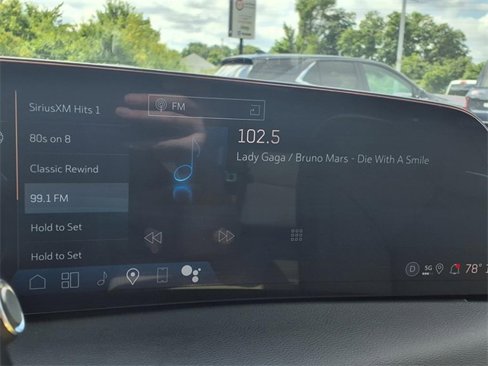 SiriusXM Hits 1
FM
80s on 8
102.5
Lady Gaga / Bruno Mars - Die With A Smile
Classic Rewind
99.1 FM
Hold to Set
Hold to Set
D
5G
78°